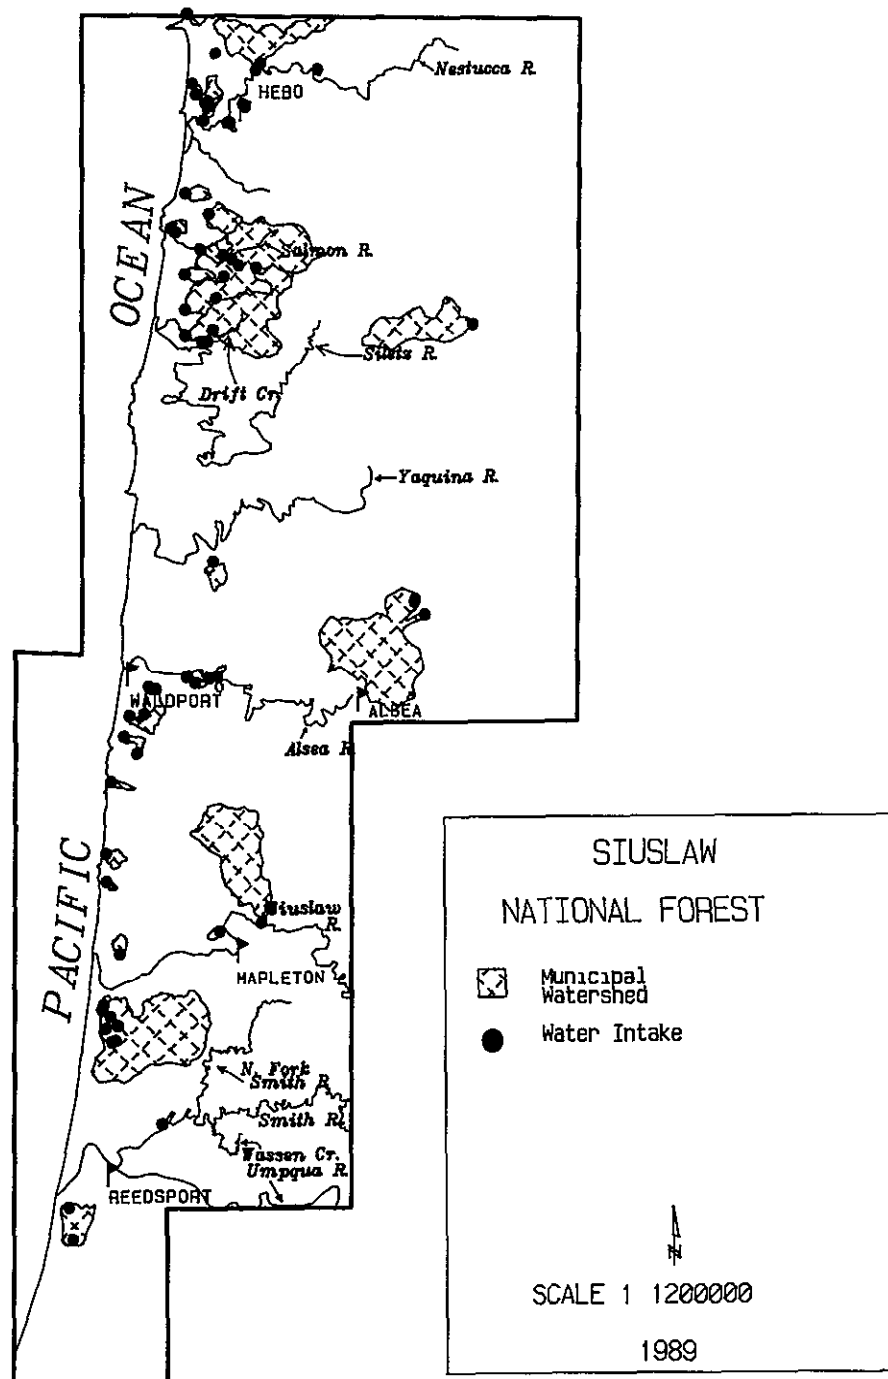 Nestucca R.
HEBO
OCEAN
Salmon R.
Siletz R.
Drift Cr.
Yaquina R.
WALDPORT
ALSEA
Alsea R
PACIFIC
Siuslaw
R.
MAPLETON
N. Fork
Smith R
Smith R.
Wassen Cr.
Umpqua R.
REEDSPORT
SIUSLAW
NATIONAL FOREST
Municipal
Watershed
Water Intake
N
SCALE 1 1200000
1989